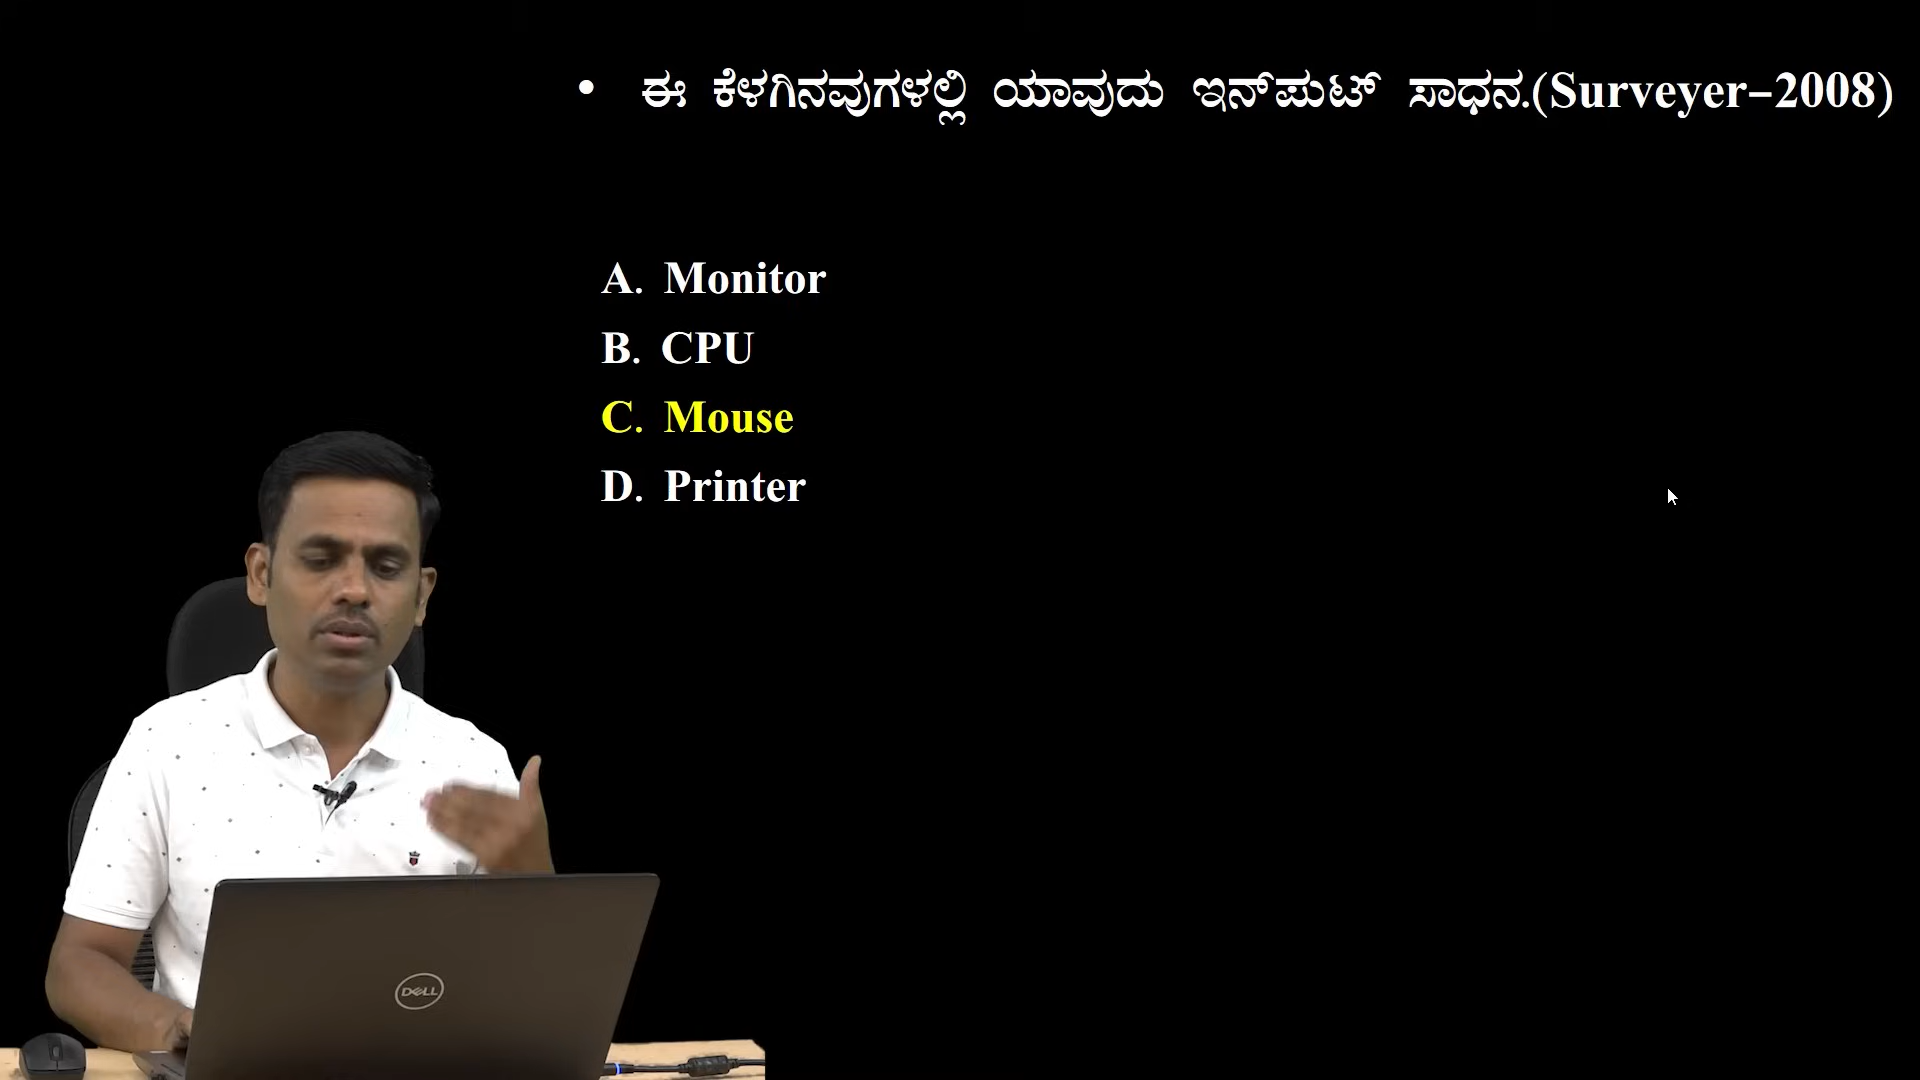 • ಈ ಕೆಳಗಿನವುಗಳಲ್ಲಿ ಯಾವುದು ಇನ್‌ಪುಟ್ ಸಾಧನ.(Surveyer–2008)
A. Monitor
B. CPU
C. Mouse
D. Printer
DELL